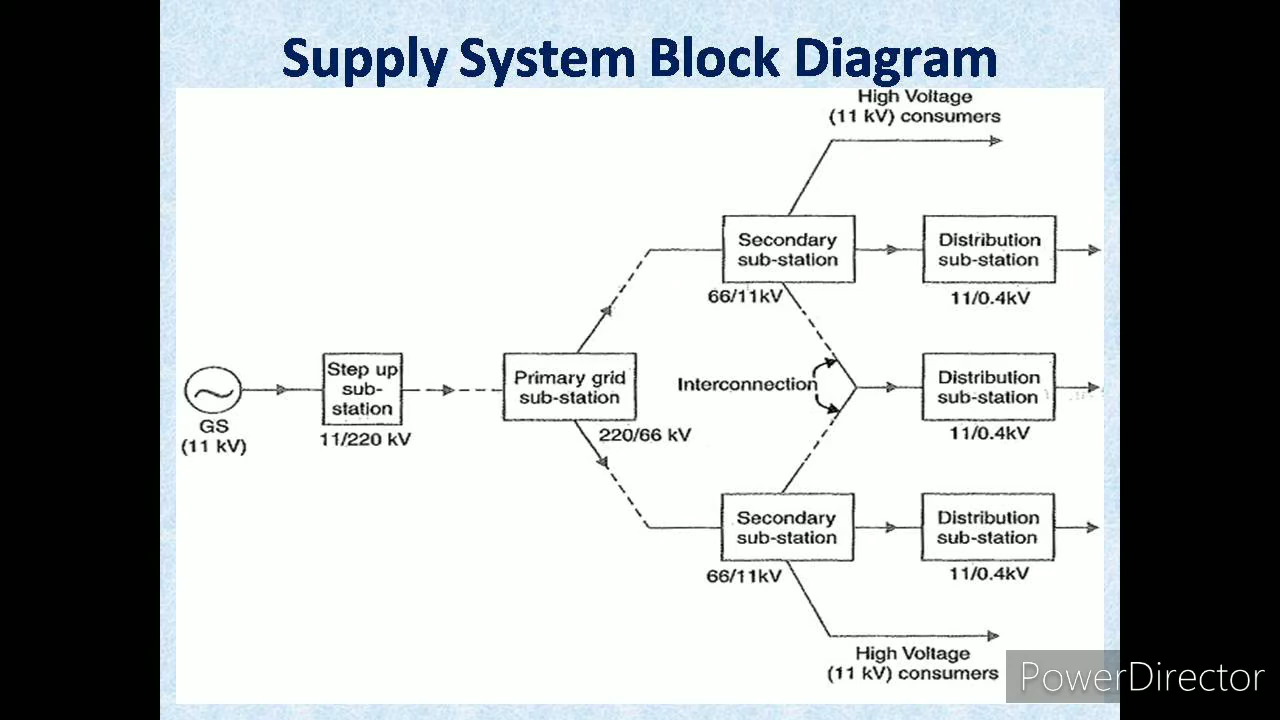 Supply System Block Diagram
High Voltage
(11 kV) consumers
Secondary
sub-station
66/11kV
Distribution
sub-station
11/0.4kV
GS
(11 kV)
Step up
sub-
station
11/220 kV
Primary grid
sub-station
220/66 kV
Interconnection
Distribution
sub-station
11/0.4kV
Secondary
sub-station
66/11kV
Distribution
sub-station
11/0.4kV
High Voltage
(11 kV) consumers
PowerDirector